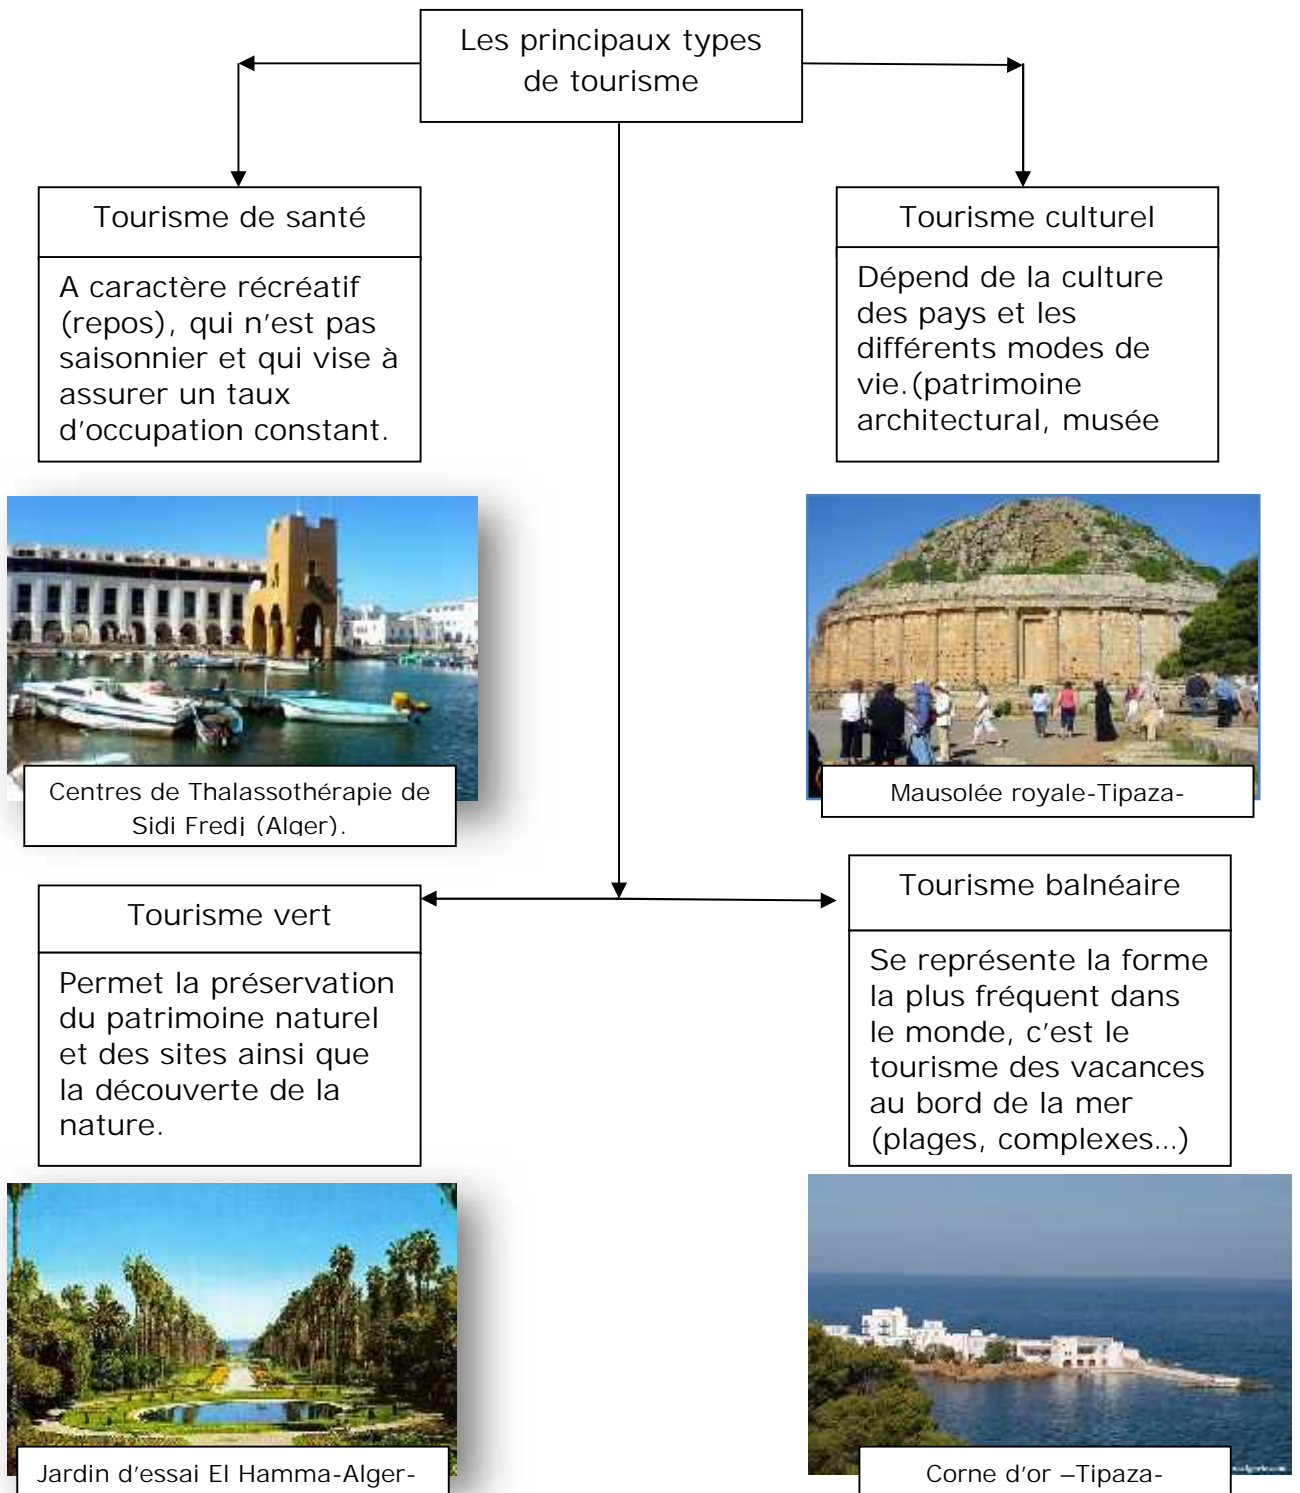 Les principaux types
de tourisme
Tourisme de santé
A caractère récréatif
(repos), qui n'est pas
saisonnier et qui vise à
assurer un taux
d'occupation constant.
Tourisme culturel
Dépend de la culture
des pays et les
différents modes de
vie.(patrimoine
architectural, musée
Centres de Thalassothérapie de
Sidi Fredj (Alger).
Mausolée royale-Tipaza-
Tourisme vert
Permet la préservation
du patrimoine naturel
et des sites ainsi que
la découverte de la
nature.
Tourisme balnéaire
Se représente la forme
la plus fréquent dans
le monde, c'est le
tourisme des vacances
au bord de la mer
(plages, complexes…)
Jardin d'essai El Hamma-Alger-
Corne d'or –Tipaza-